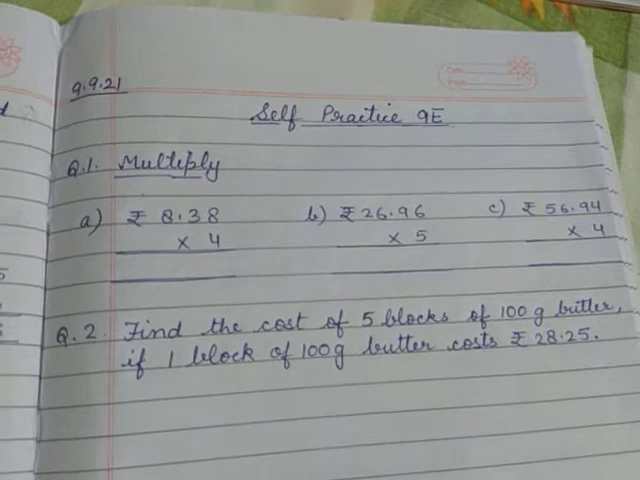 9.9.21
Self Practice 9E
Q.1. Multiply
a) ₹ 8.38 b) ₹ 26.96 c) ₹ 56.94
x 4 x 5 x 4
Q.2. Find the cost of 5 blocks of 100 g butter,
if 1 block of 100g butter costs ₹ 28.25.